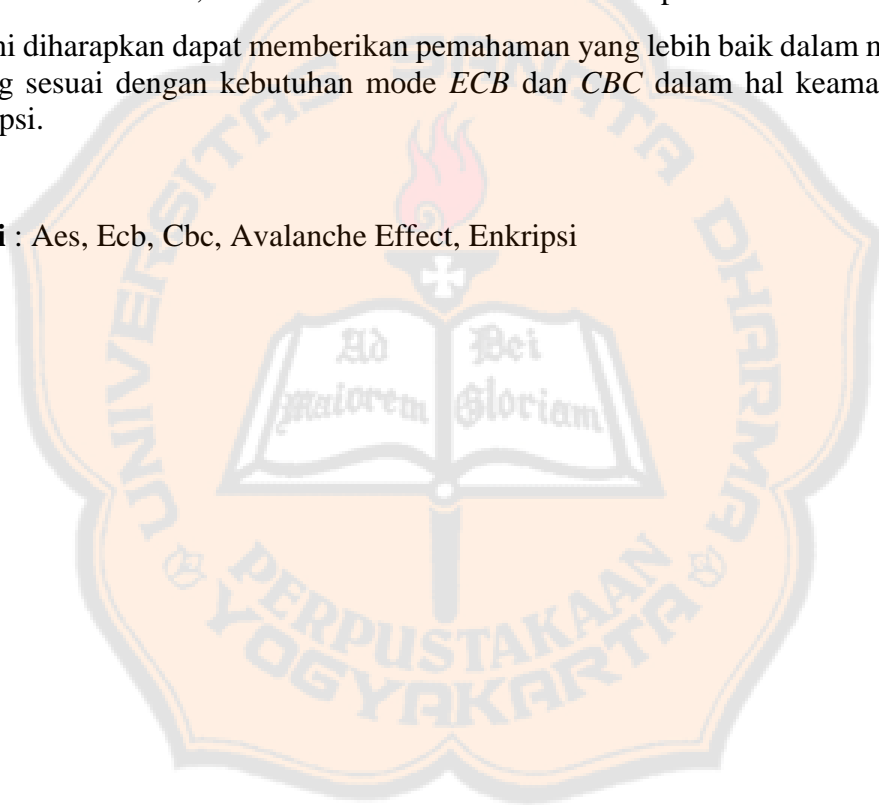 ni diharapkan dapat memberikan pemahaman yang lebih baik dalam
g sesuai dengan kebutuhan mode ECB dan CBC dalam hal
psi.
i : Aes, Ecb, Cbc, Avalanche Effect, Enkripsi
UNIVERSITAS SANATA DHARMA
Ad Dei
maiorem Gloriam
PERPUSTAKAAN
YOGYAKARTA